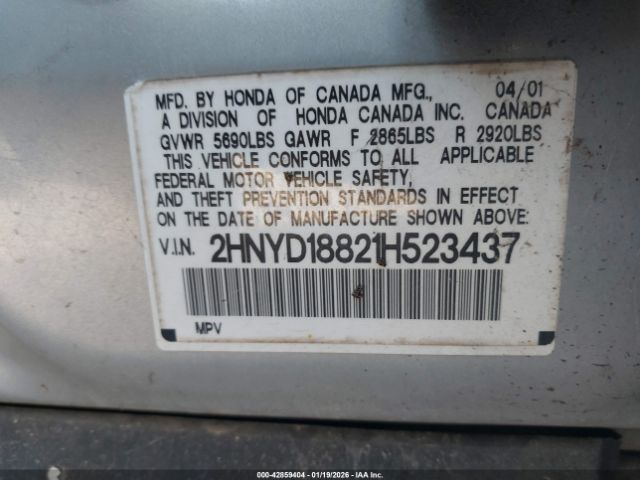 MFD. BY HONDA OF CANADA MFG., 04/01
A DIVISION OF HONDA CANADA INC. CANADA
GVWR 5690LBS GAWR F 2865LBS R 2920LBS
THIS VEHICLE CONFORMS TO ALL APPLICABLE
FEDERAL MOTOR VEHICLE SAFETY,
AND THEFT PREVENTION STANDARDS IN EFFECT
ON THE DATE OF MANUFACTURE SHOWN ABOVE:
V.I.N. 2HNYD18821H523437
MPV
000-42859404 | 01/19/2026 | IAA Corp.